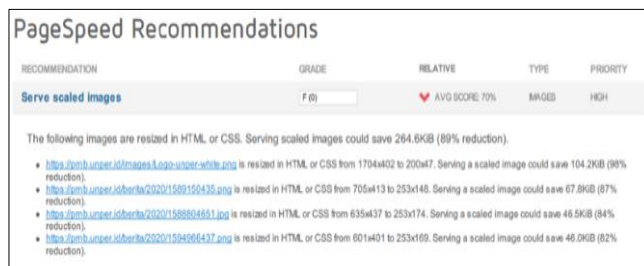 PageSpeed Recommendations
RECOMMENDATION GRADE RELATIVE TYPE PRIORITY
Serve scaled images F (0) AVG SCORE: 70% IMAGES HIGH
The following images are resized in HTML or CSS. Serving scaled images could save 264.6KiB (89% reduction).
https://pmb.unper.id/images/Logo-unper-white.png is resized in HTML or CSS from 1704x402 to 200x47. Serving a scaled image could save 104.2KiB (98%
reduction).
https://pmb.unper.id/berita/2020/1589150435.png is resized in HTML or CSS from 705x413 to 253x148. Serving a scaled image could save 67.8KiB (87%
reduction).
https://pmb.unper.id/berita/2020/1588804651.jpg is resized in HTML or CSS from 635x437 to 253x174. Serving a scaled image could save 46.5KiB (84%
reduction).
https://pmb.unper.id/berita/2020/1594966437.png is resized in HTML or CSS from 601x401 to 253x169. Serving a scaled image could save 46.0KiB (82%
reduction).